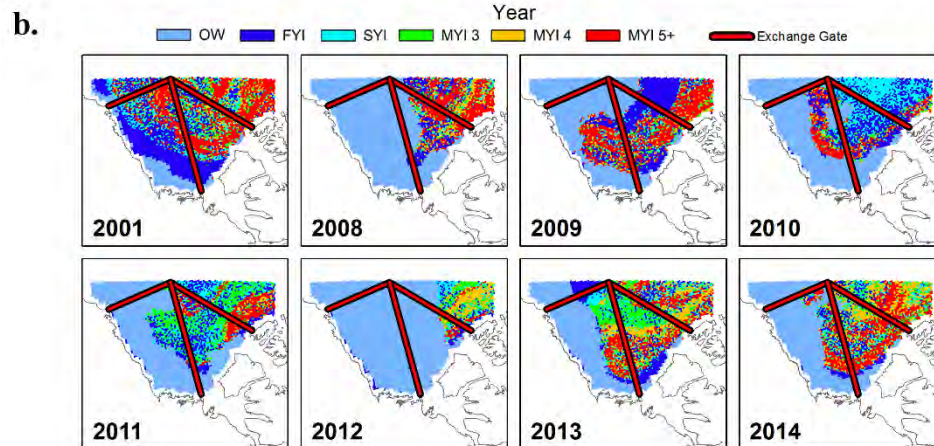 b.
Year
OW FYI SYI MYI 3 MYI 4 MYI 5+ Exchange Gate
2001 2008 2009 2010
2011 2012 2013 2014